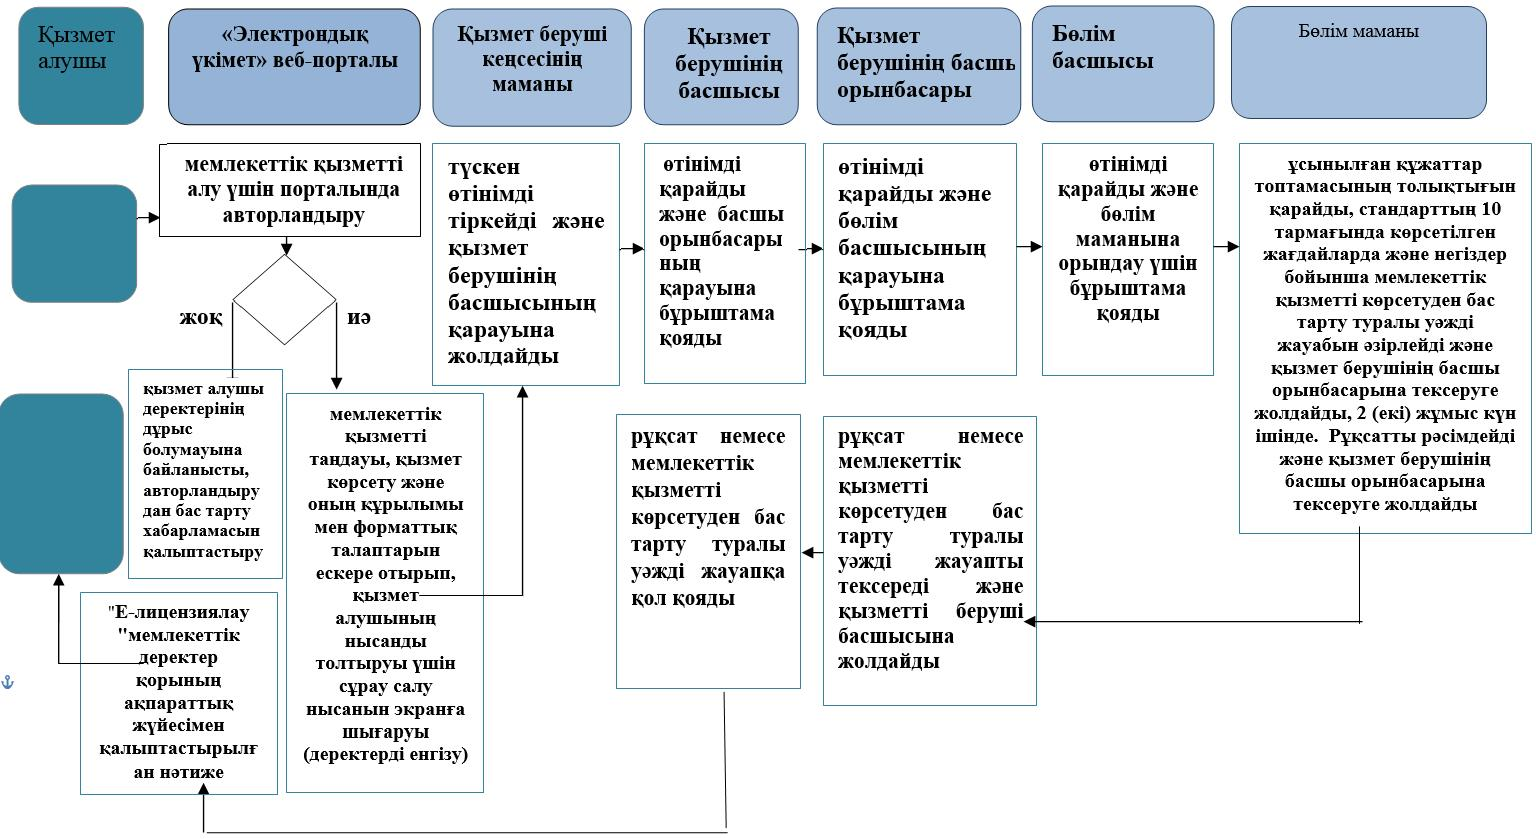 Қызмет
алушы
«Электрондық
үкімет» веб-порталы
Қызмет беруші
кеңсесінің
маманы
Қызмет
берушінің
басшысы
Қызмет
берушінің басшы
орынбасары
Бөлім
басшысы
Бөлім маманы
мемлекеттік қызметті
алу үшін порталында
авторландыру
жоқ
иә
түскен
өтінімді
тіркейді және
қызмет
берушінің
басшысының
қарауына
жолдайды
өтінімді
қарайды
және басшы
орынбасары
ның
қарауына
бұрыштама
қояды
өтінімді
қарайды және
бөлім
басшысының
қарауына
бұрыштама
қояды
өтінімді
қарайды және
бөлім
маманына
орындау үшін
бұрыштама
қояды
ұсынылған құжаттар
топтамасының толықтығын
қарайды, стандарттың 10
тармағында көрсетілген
жағдайларда және негіздер
бойынша мемлекеттік
қызметті көрсетуден бас
тарту туралы уәжді
жауабын әзірлейді және
қызмет берушінің басшы
орынбасарына тексеруге
жолдайды, 2 (екі) жұмыс күн
ішінде. Рұқсатты рәсімдейді
және қызмет берушінің
басшы орынбасарына
тексеруге жолдайды
қызмет алушы
деректерінің
дұрыс
болумауына
байланысты,
авторландыру
дан бас тарту
хабарламасын
қалыптастыру
мемлекеттік
қызметті
таңдауы, қызмет
көрсету және
оның құрылымы
мен форматтық
талаптарын
ескере отырып,
қызмет
алушының
нысанды
толтыруы үшін
сұрау салу
нысанын экранға
шығаруы
(деректерді енгізу)
рұқсат немесе
мемлекеттік
қызметті
көрсетуден бас
тарту туралы
уәжді жауапқа
қол қояды
рұқсат немесе
мемлекеттік
қызметті
көрсетуден бас
тарту туралы
уәжді жауапты
тексереді және
қызметті беруші
басшысына
жолдайды
"Е-лицензиялау
"мемлекеттік
деректер
қорының
ақпараттық
жүйесімен
қалыптастырылғ
ан нәтиже